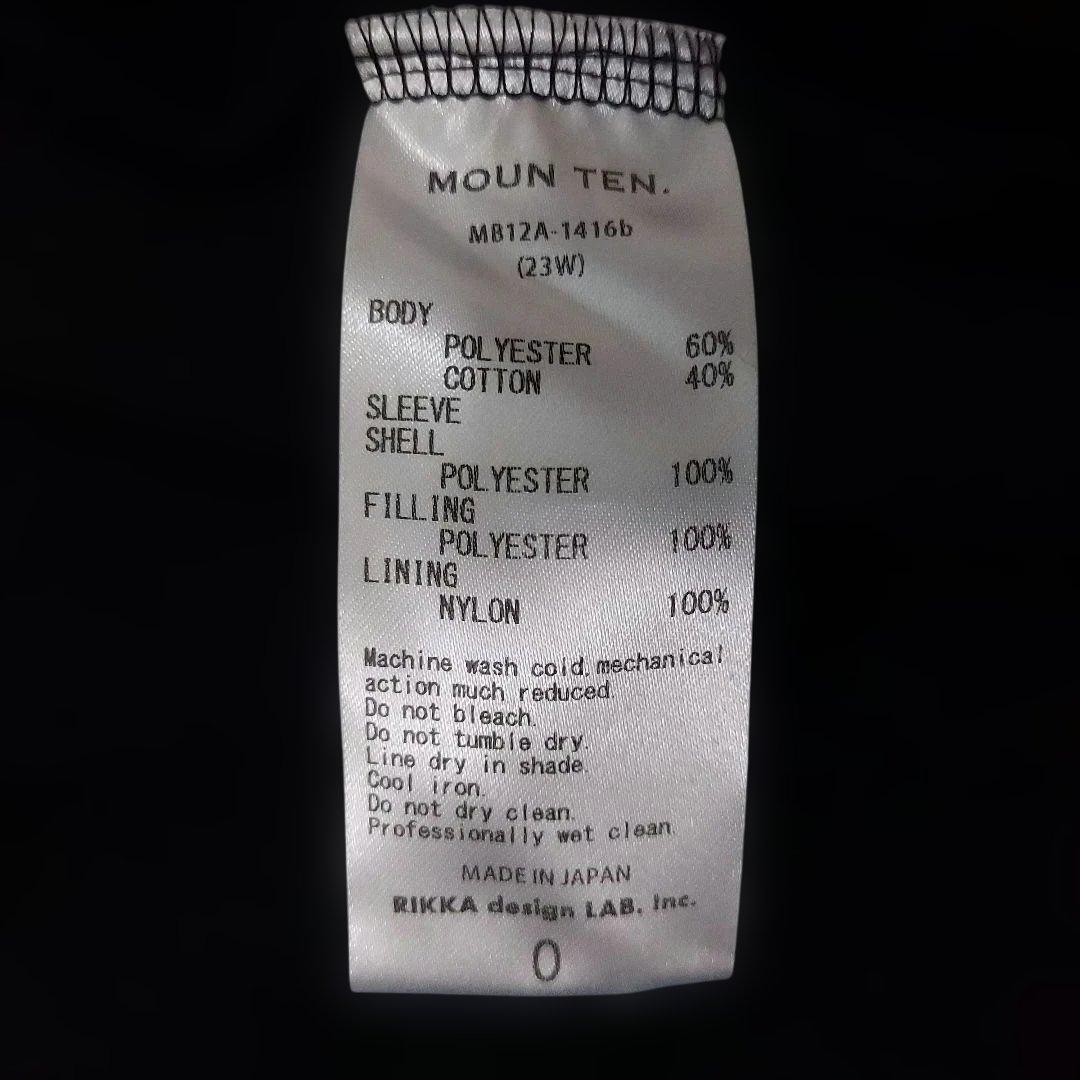 MOUN TEN.
MB12A-1416b
(23W)
BODY
POLYESTER 60%
COTTON 40%
SLEEVE
SHELL
POLYESTER 100%
FILLING
POLYESTER 100%
LINING
NYLON 100%
Machine wash cold. mechanical
action much reduced.
Do not bleach.
Do not tumble dry.
Line dry in shade.
Cool iron.
Do not dry clean.
Professionally wet clean.
MADE IN JAPAN
RIKKA design LAB. Inc.
0